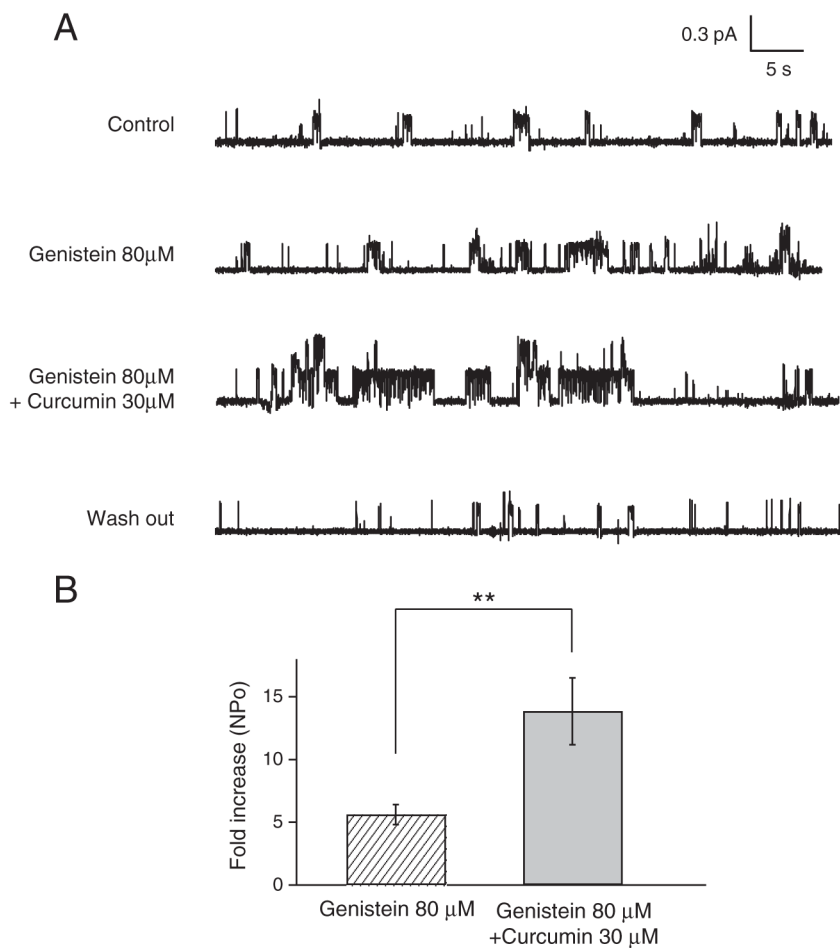 A
0.3 pA
5 s
Control
Genistein 80μM
Genistein 80μM
+ Curcumin 30μM
Wash out
B
**
Fold increase (NPo)
15
10
5
0
Genistein 80 μM
Genistein 80 μM
+Curcumin 30 μM